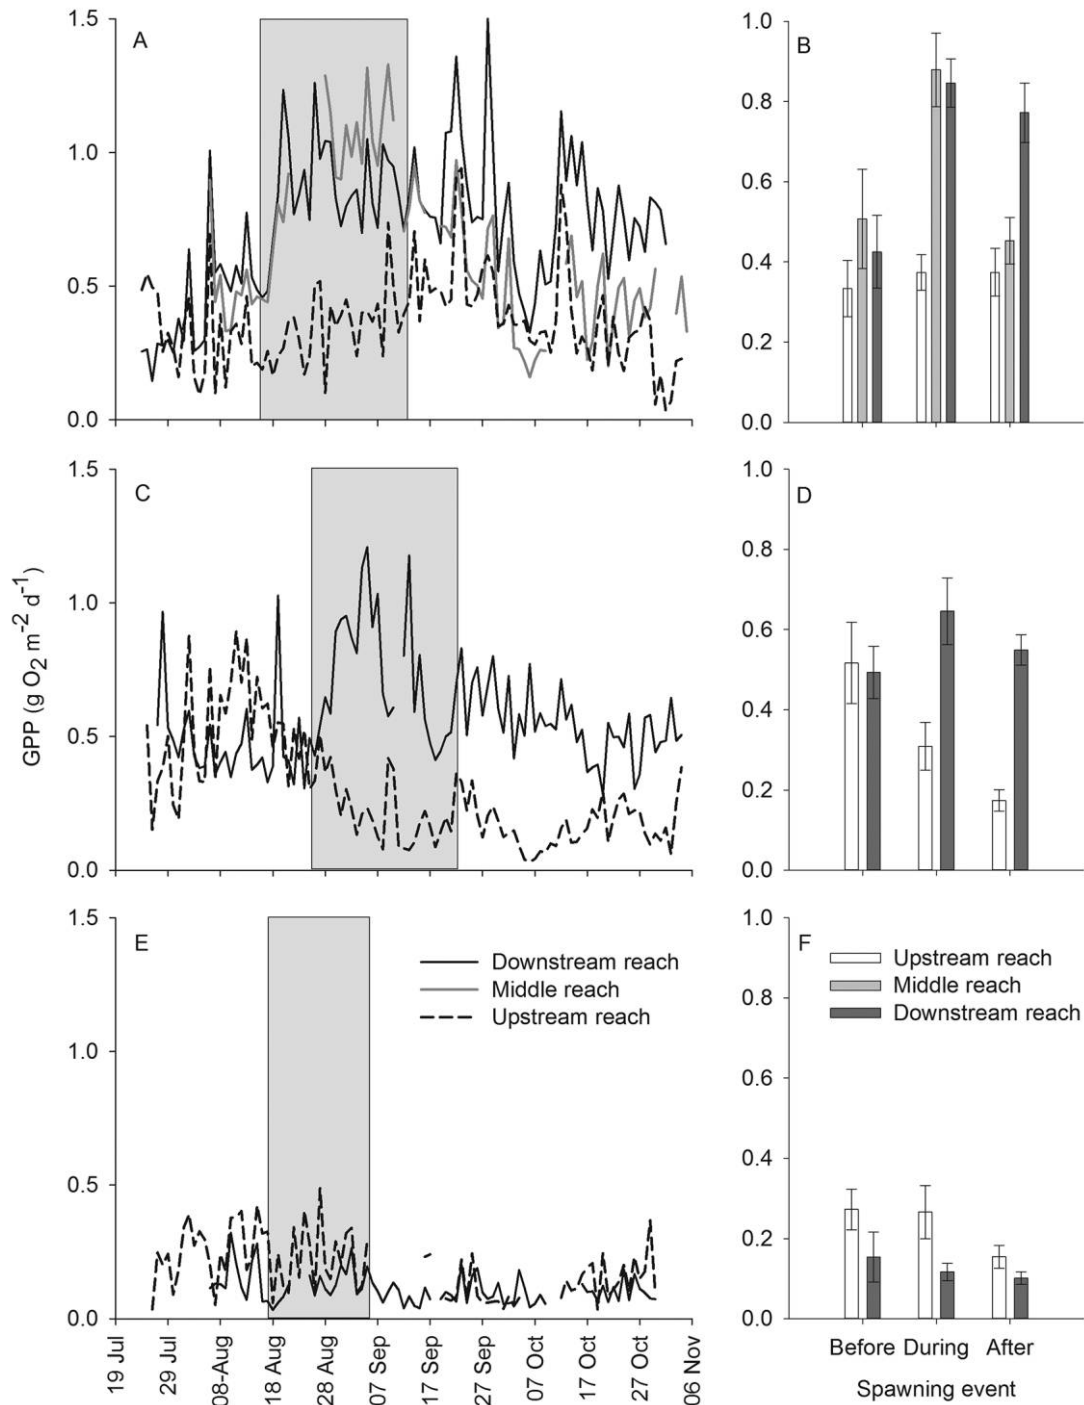 A
1.5
1.0
0.5
0.0
B
1.0
0.8
0.6
0.4
0.2
0.0
C
1.5
1.0
0.5
0.0
D
1.0
0.8
0.6
0.4
0.2
0.0
GPP (g O₂ m⁻² d⁻¹)
E
1.5
1.0
0.5
0.0
Downstream reach
Middle reach
Upstream reach
19 Jul
29 Jul
08-Aug
18 Aug
28 Aug
07 Sep
17 Sep
27 Sep
07 Oct
17 Oct
27 Oct
06 Nov
F
1.0
0.8
0.6
0.4
0.2
0.0
Upstream reach
Middle reach
Downstream reach
Before During After
Spawning event